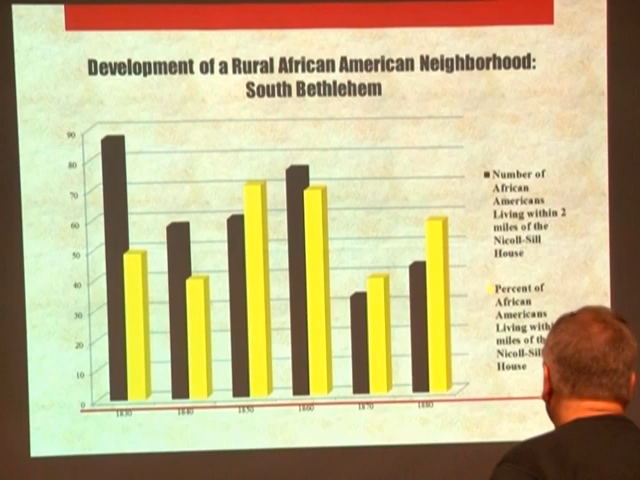 Development of a Rural African American Neighborhood:
South Bethlehem
90
80
70
60
50
40
30
20
10
0
1830
1840
1850
1860
1870
1880
Number of
African
Americans
Living within 2
miles of the
Nicoll-Sill
House
Percent of
African
Americans
Living with
miles of th
Nicoll-Sill
House